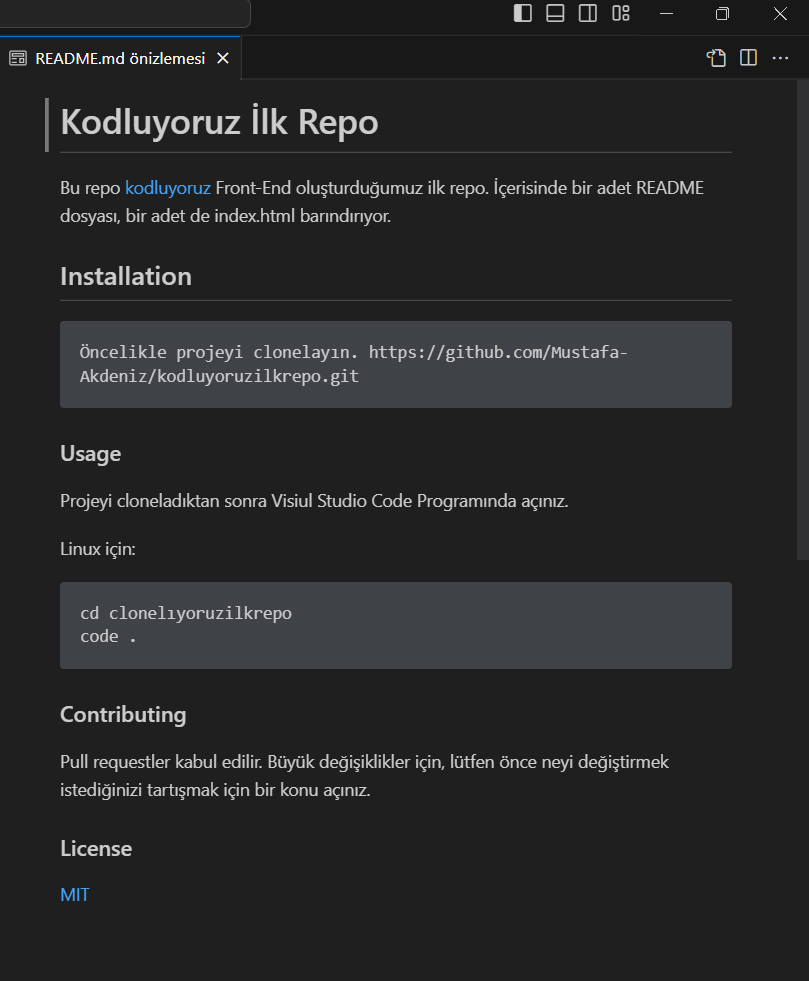 README.md önizlemesi
Kodluyoruz İlk Repo
Bu repo kodluyoruz Front-End oluşturduğumuz ilk repo. İçerisinde bir adet README
dosyası, bir adet de index.html barındırıyor.
Installation
Öncelikle projeyi clonelayın. https://github.com/Mustafa-
Akdeniz/kodluyoruzilkrepo.git
Usage
Projeyi cloneladıktan sonra Visiul Studio Code Programında açınız.
Linux için:
cd clonelıyoruzilkrepo
code .
Contributing
Pull requestler kabul edilir. Büyük değişiklikler için, lütfen önce neyi değiştirmek
istediğinizi tartışmak için bir konu açınız.
License
MIT